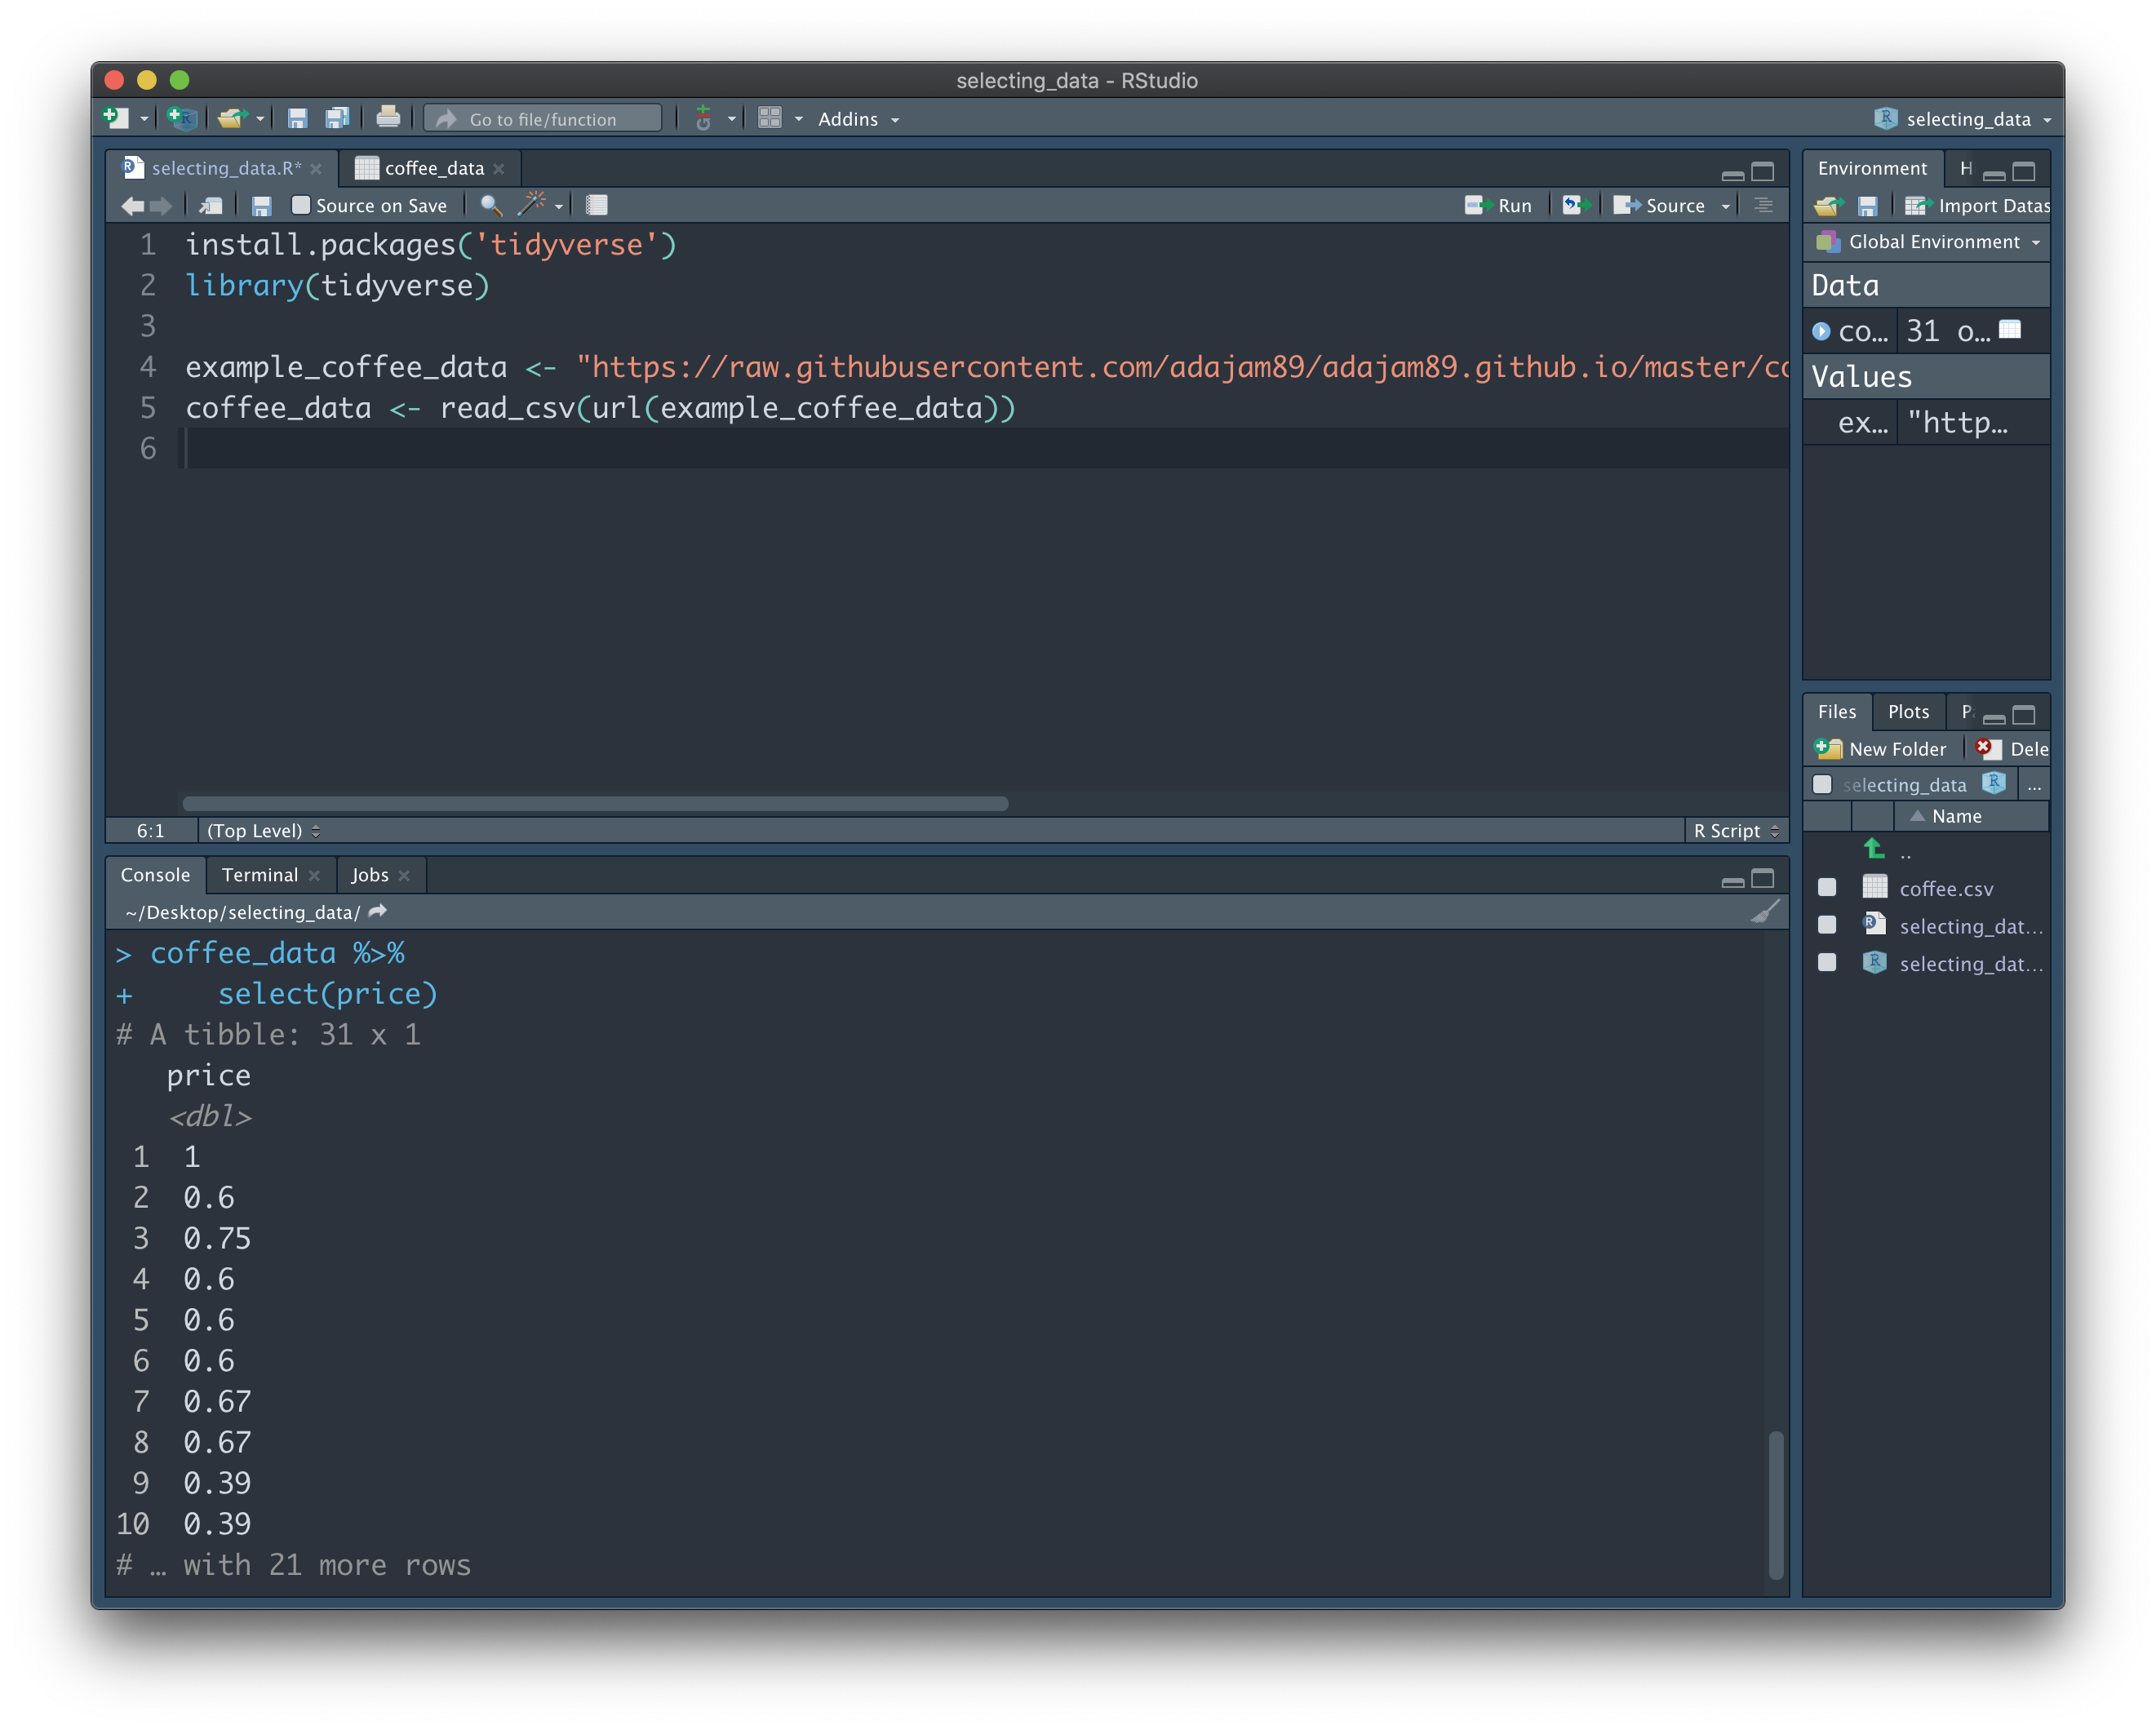 selecting_data - RStudio
Go to file/function
Addins
selecting_data
selecting_data.R*
coffee_data
Source on Save
Run
Source
1 install.packages('tidyverse')
2 library(tidyverse)
3
4 example_coffee_data <- "https://raw.githubusercontent.com/adajam89/adajam89.github.io/master/co
5 coffee_data <- read_csv(url(example_coffee_data))
6
6:1
(Top Level)
R Script
Console
Terminal
Jobs
~/Desktop/selecting_data/
> coffee_data %>%
+ select(price)
# A tibble: 31 x 1
price
<dbl>
1 1
2 0.6
3 0.75
4 0.6
5 0.6
6 0.6
7 0.67
8 0.67
9 0.39
10 0.39
# … with 21 more rows
Environment
H
Import Datas
Global Environment
Data
co… 31 o…
Values
ex… "http…
Files
Plots
P
New Folder
Dele
selecting_data
...
Name
..
coffee.csv
selecting_dat…
selecting_dat…